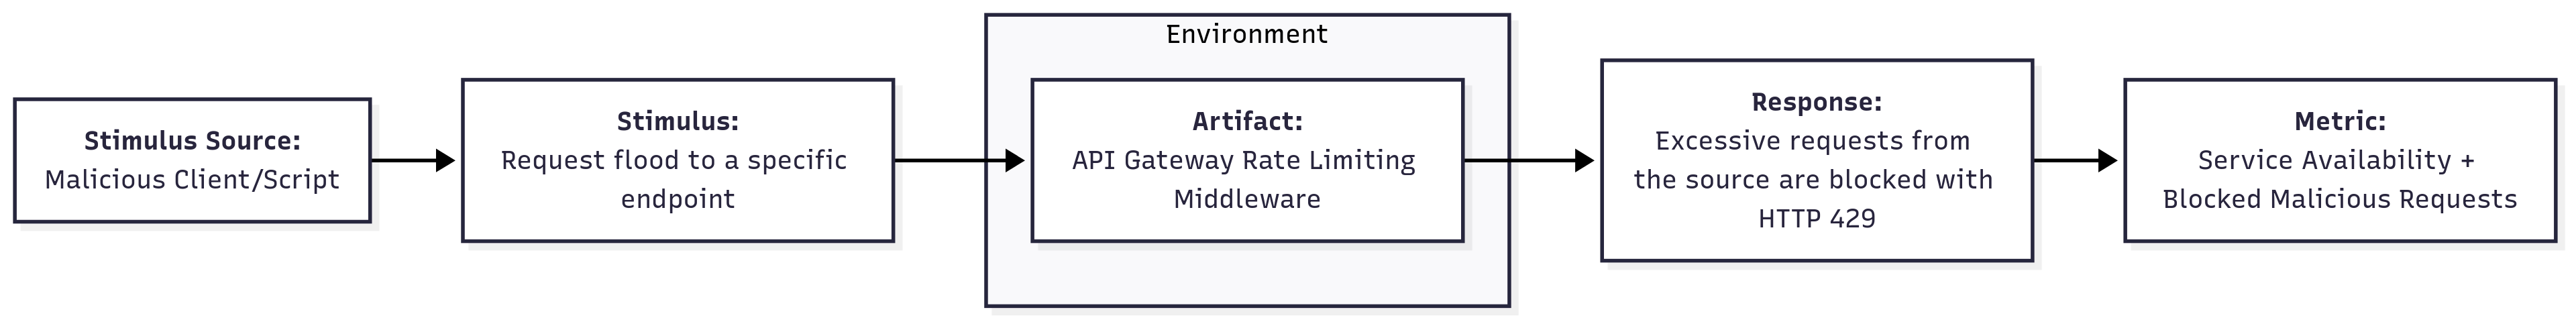 Stimulus Source:
Malicious Client/Script
Stimulus:
Request flood to a specific
endpoint
Environment
Artifact:
API Gateway Rate Limiting
Middleware
Response:
Excessive requests from
the source are blocked with
HTTP 429
Metric:
Service Availability +
Blocked Malicious Requests